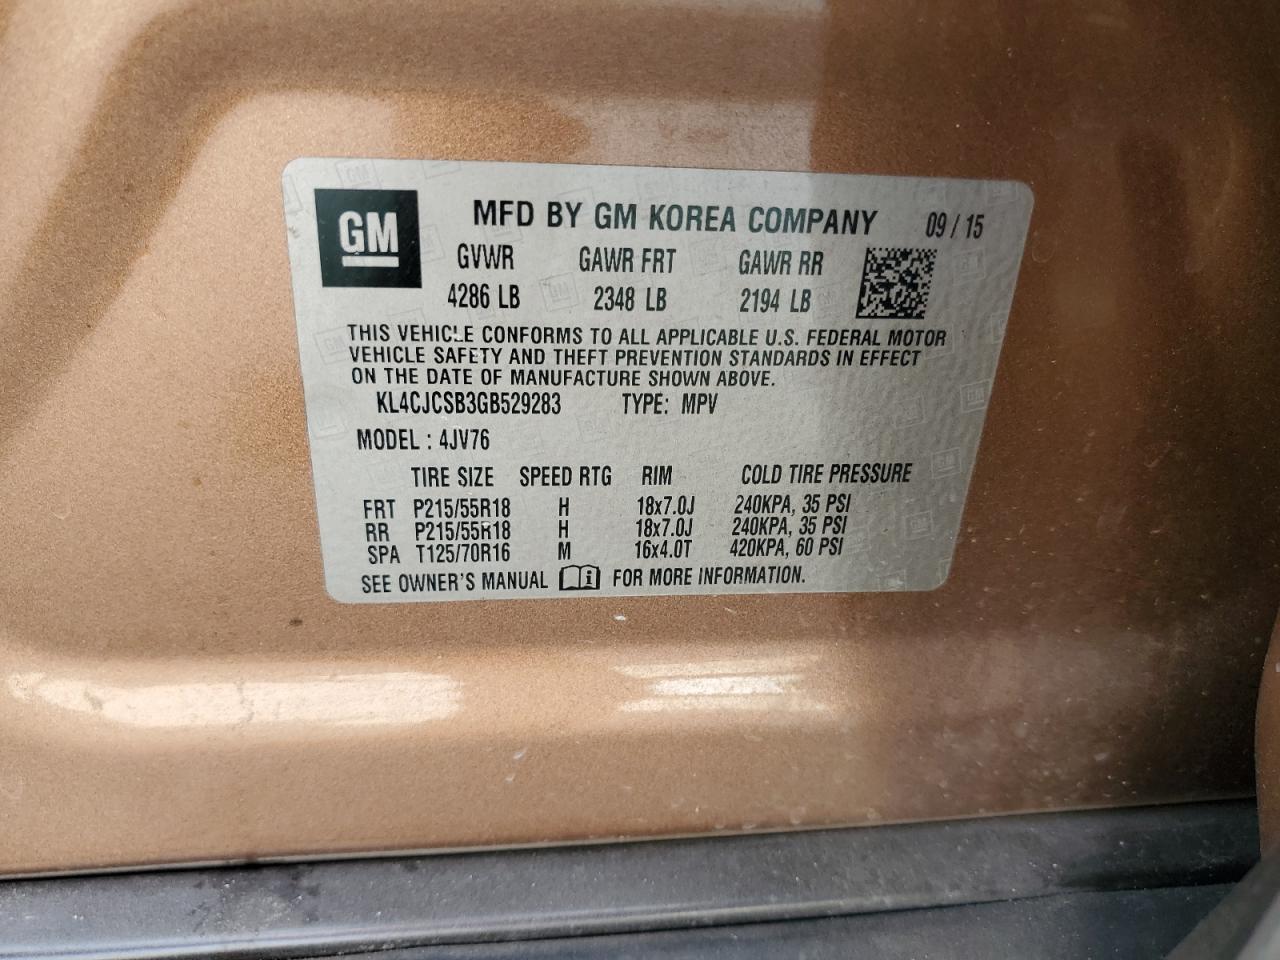 GM
MFD BY GM KOREA COMPANY 09 / 15
GVWR GAWR FRT GAWR RR
4286 LB 2348 LB 2194 LB
THIS VEHICLE CONFORMS TO ALL APPLICABLE U.S. FEDERAL MOTOR
VEHICLE SAFETY AND THEFT PREVENTION STANDARDS IN EFFECT
ON THE DATE OF MANUFACTURE SHOWN ABOVE.
KL4CJCSB3GB529283 TYPE: MPV
MODEL : 4JV76
TIRE SIZE SPEED RTG RIM COLD TIRE PRESSURE
FRT P215/55R18 H 18x7.0J 240KPA, 35 PSI
RR P215/55R18 H 18x7.0J 240KPA, 35 PSI
SPA T125/70R16 M 16x4.0T 420KPA, 60 PSI
SEE OWNER'S MANUAL FOR MORE INFORMATION.